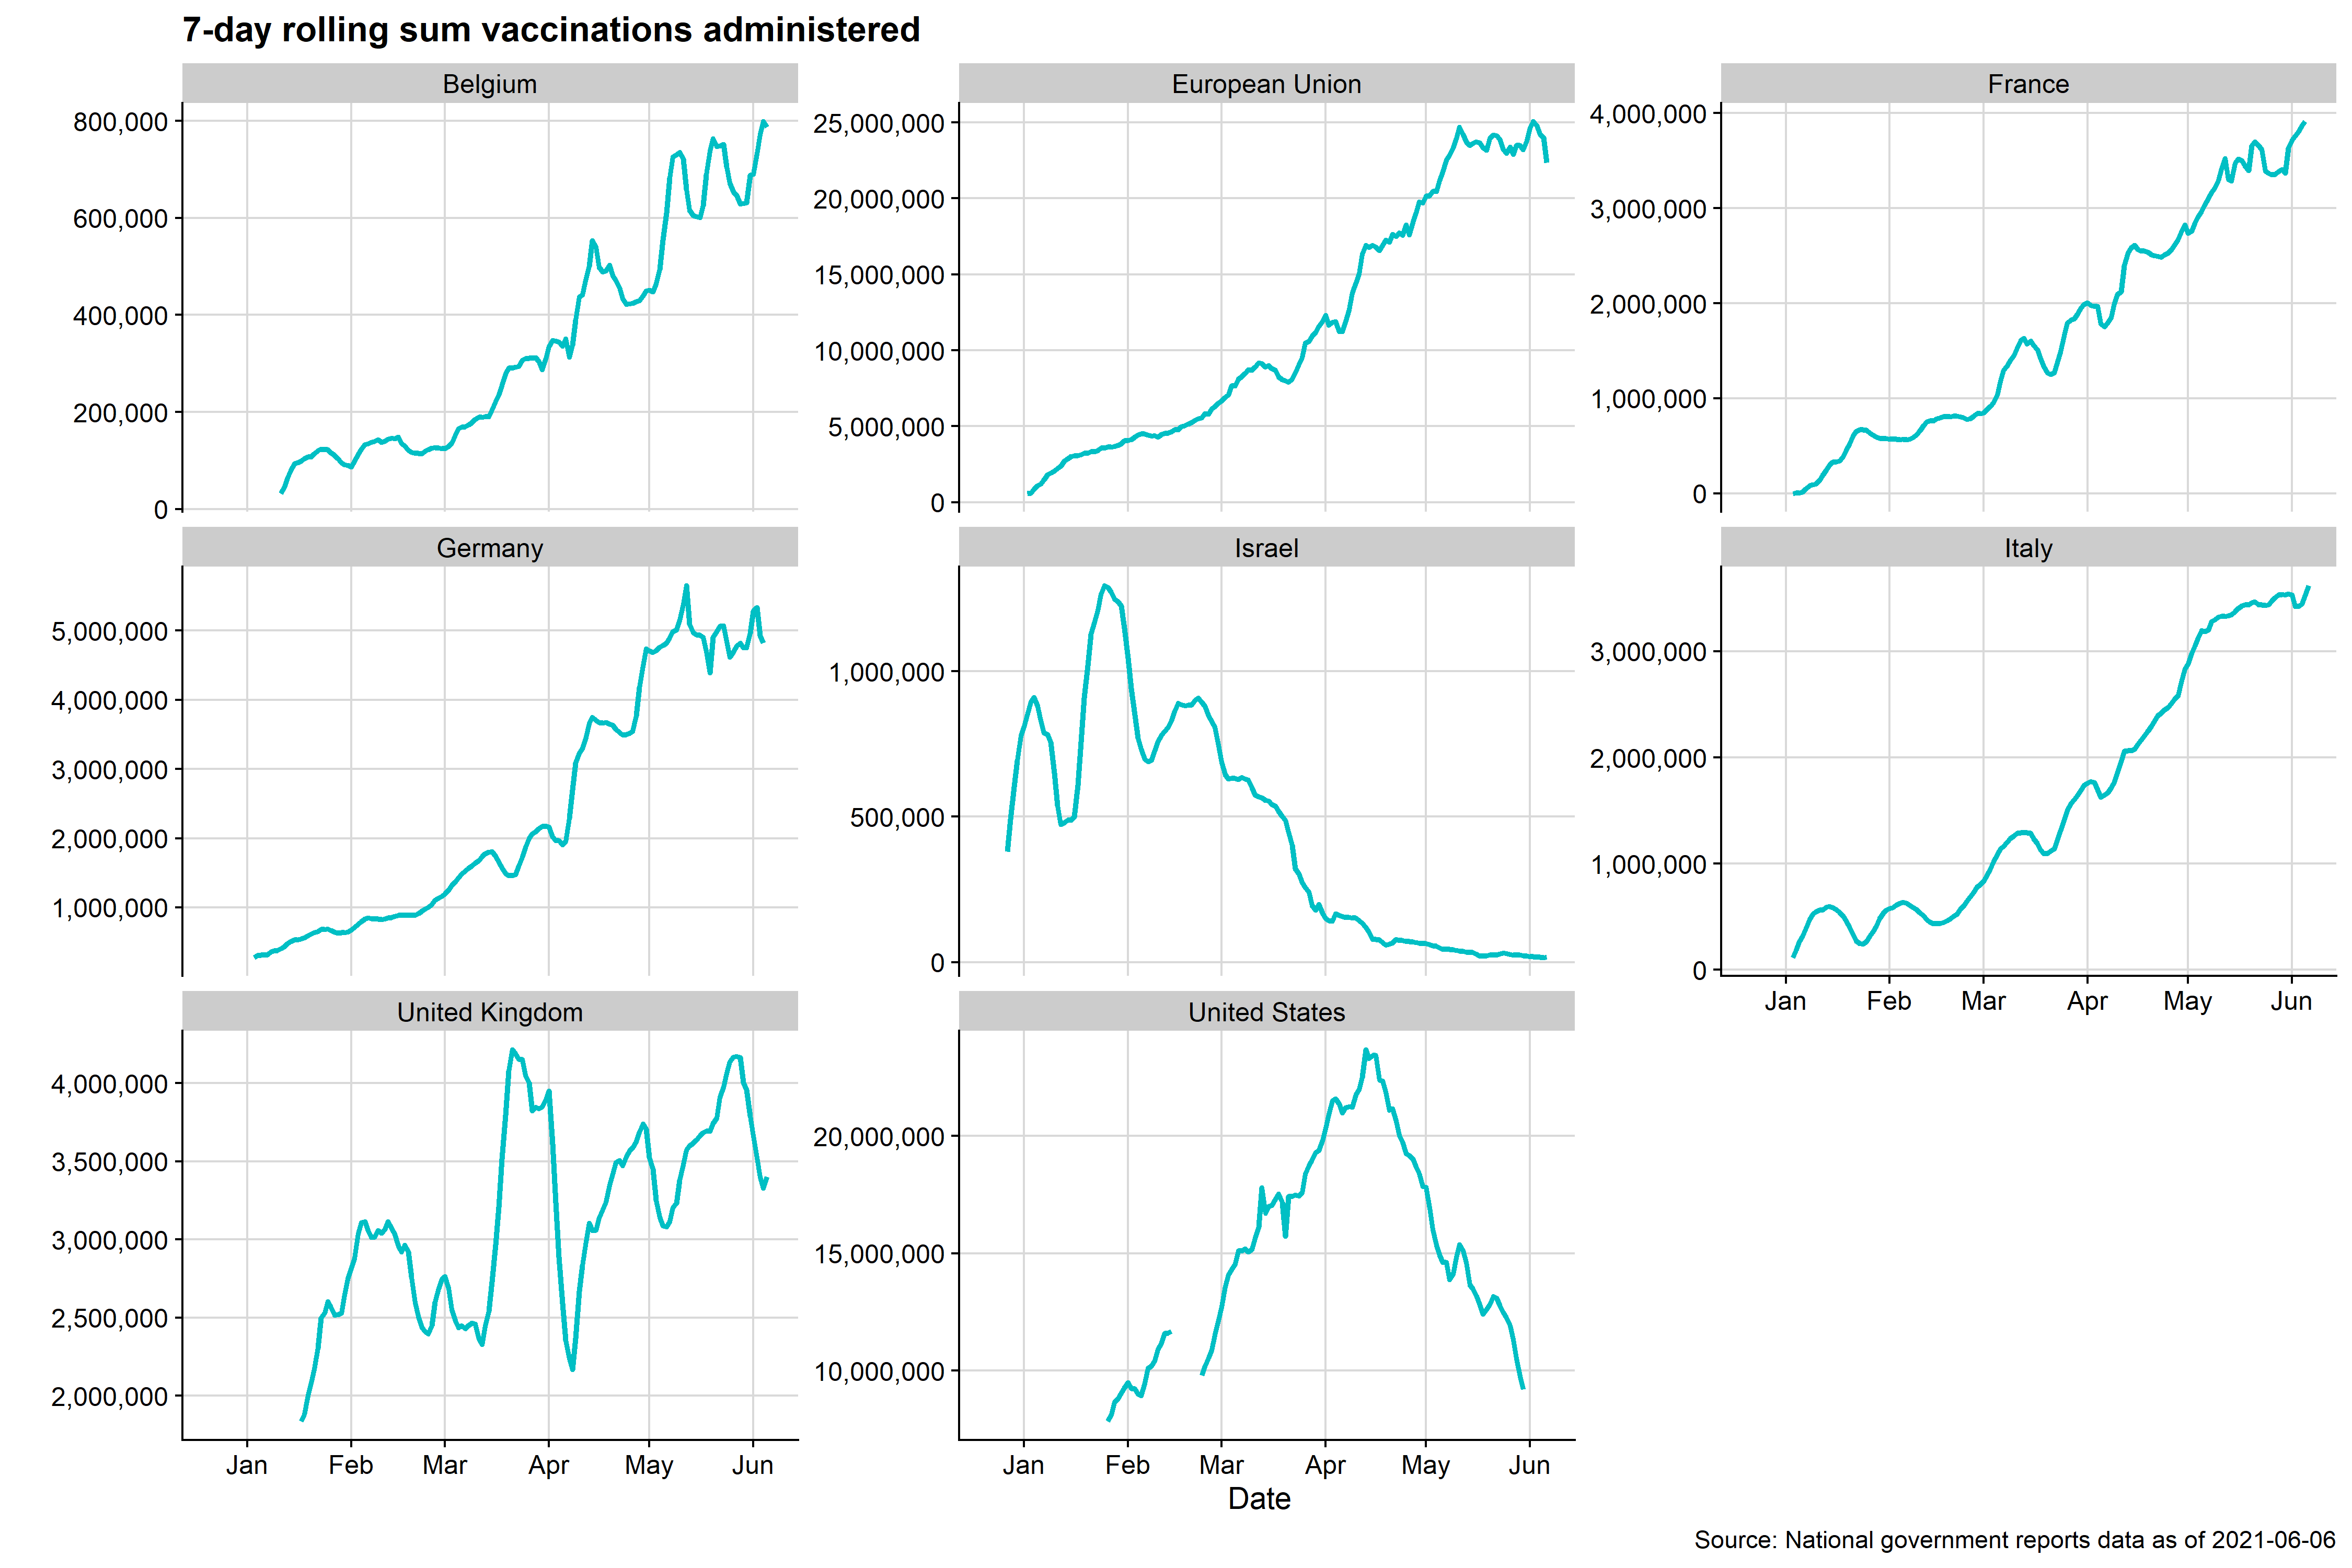 7-day rolling sum vaccinations administered
Belgium
European Union
France
800,000
600,000
400,000
200,000
0
25,000,000
20,000,000
15,000,000
10,000,000
5,000,000
0
4,000,000
3,000,000
2,000,000
1,000,000
0
Germany
Israel
Italy
5,000,000
4,000,000
3,000,000
2,000,000
1,000,000
1,000,000
500,000
0
3,000,000
2,000,000
1,000,000
0
Jan Feb Mar Apr May Jun
United Kingdom
United States
4,000,000
3,500,000
3,000,000
2,500,000
2,000,000
20,000,000
15,000,000
10,000,000
Jan Feb Mar Apr May Jun
Jan Feb Mar Apr May Jun
Date
Source: National government reports data as of 2021-06-06